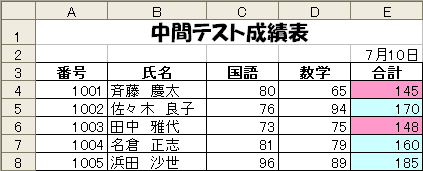 A B C D E
1 中間テスト成績表
2 7月10日
3 番号 氏名 国語 数学 合計
4 1001 斉藤 慶太 80 65 145
5 1002 佐々木 良子 76 94 170
6 1003 田中 雅代 73 75 148
7 1004 名倉 正志 81 79 160
8 1005 浜田 沙世 96 89 185